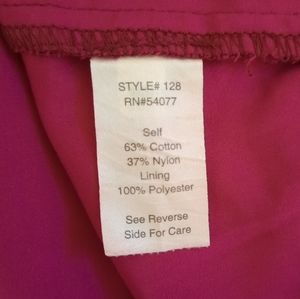 STYLE# 128
RN#54077
Self
63% Cotton
37% Nylon
Lining
100% Polyester
See Reverse
Side For Care